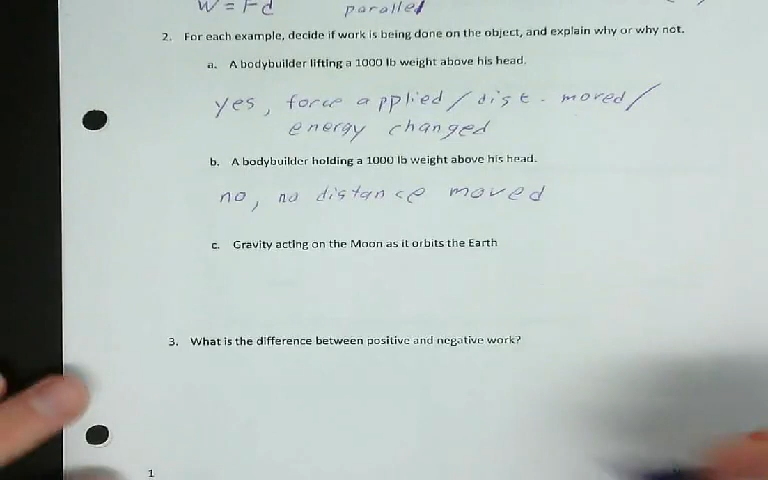 W = Fd parallel
2. For each example, decide if work is being done on the object, and explain why or why not.
a. A bodybuilder lifting a 1000 lb weight above his head.
yes, force applied / dist. moved /
energy changed
b. A bodybuilder holding a 1000 lb weight above his head.
no, no distance moved
c. Gravity acting on the Moon as it orbits the Earth
3. What is the difference between positive and negative work?
1